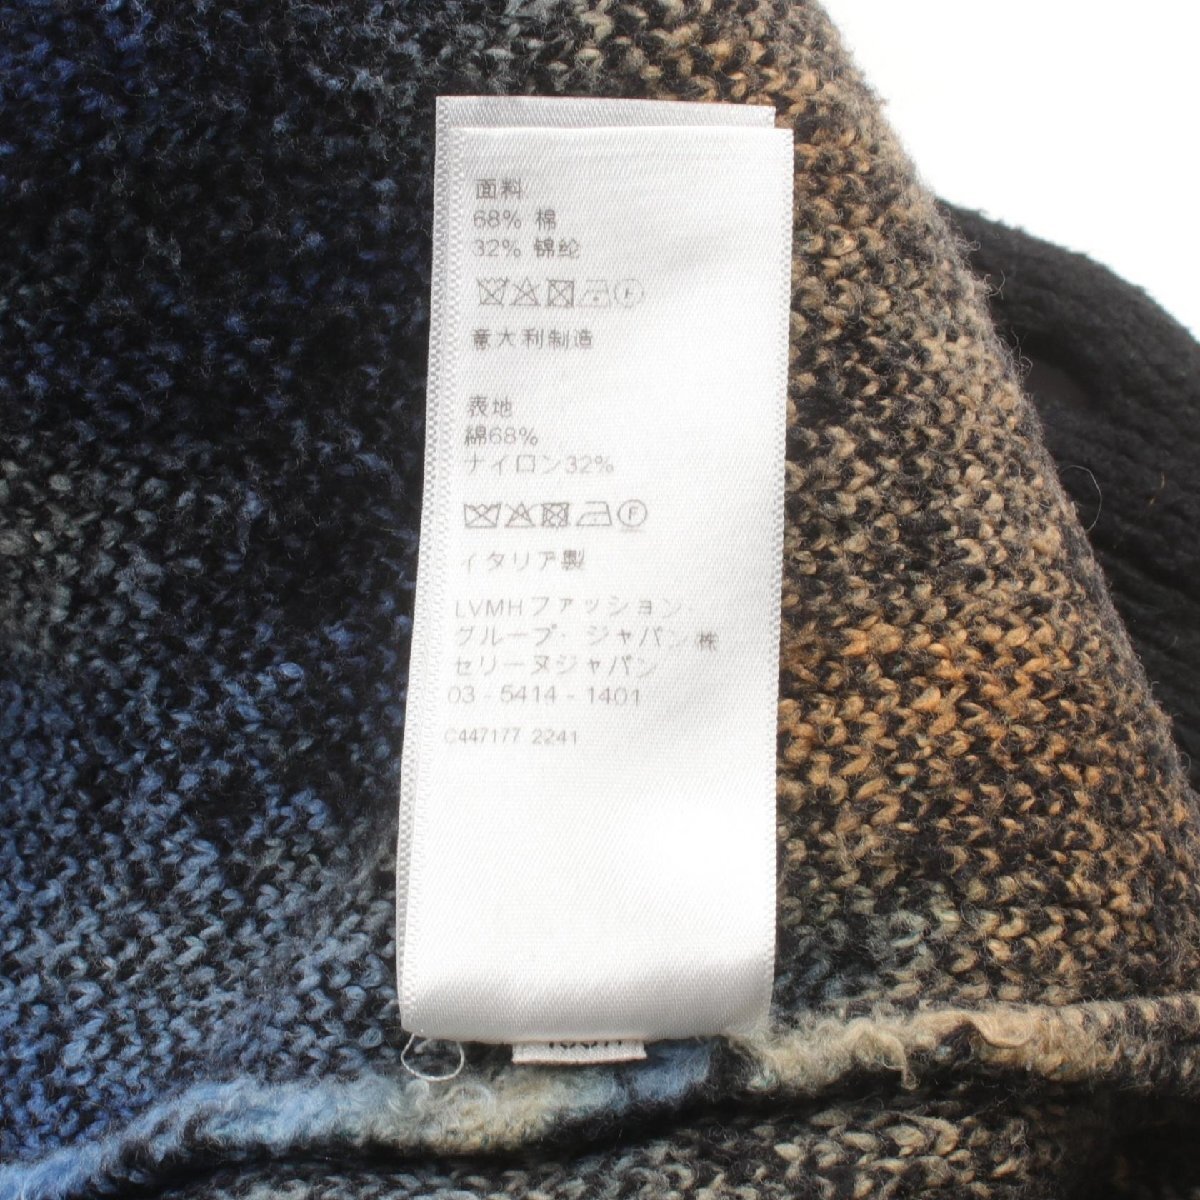 面料
68% 棉
32% 锦纶
意大利制造
表地
綿68%
ナイロン32%
イタリア製
LVMHファッション・
グループ・ジャパン株
セリーヌジャパン
03 - 5414 - 1401
C447177 2241